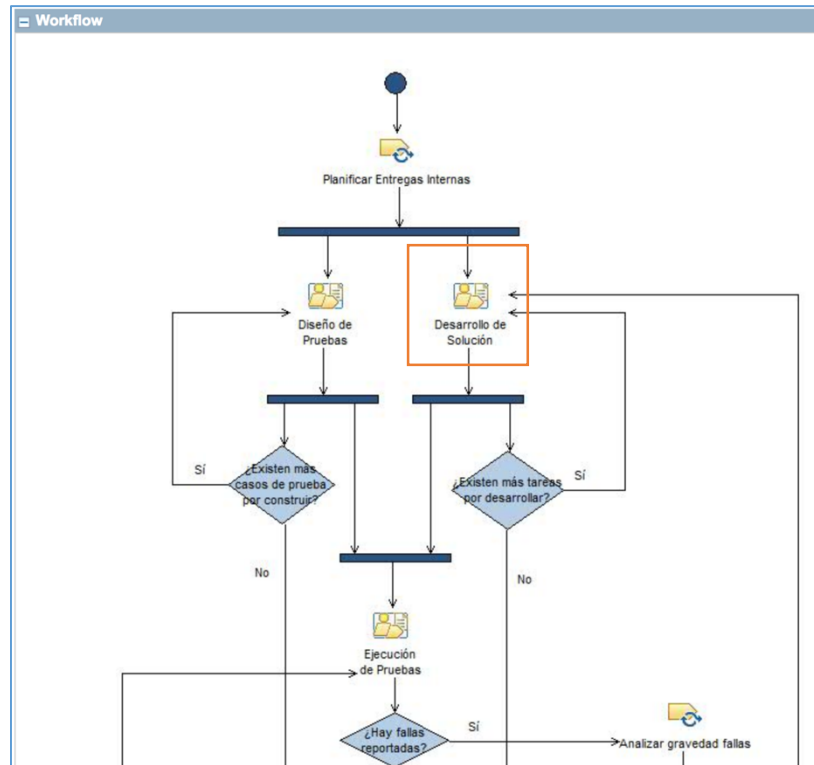 Workflow
Planificar Entregas Internas
Diseño de
Pruebas
Desarrollo de
Solución
Sí
¿Existen más
casos de prueba
por construir?
¿Existen más tareas
por desarrollar?
Sí
No
No
Ejecución
de Pruebas
¿Hay fallas
reportadas?
Sí
Analizar gravedad fallas